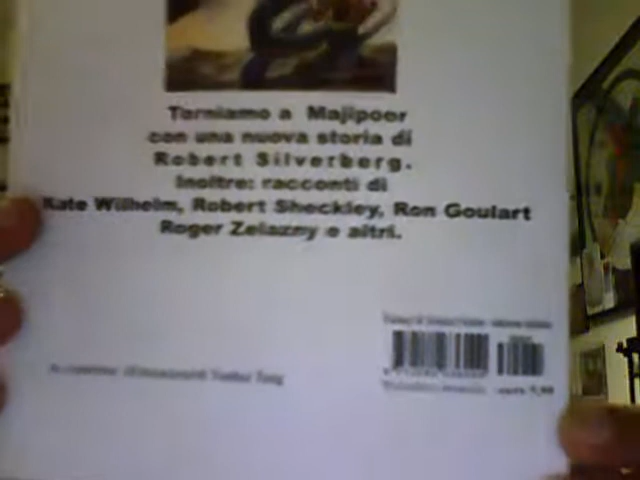 Torniamo a Majipoor
con una nuova storia di
Robert Silverberg.
Inoltre: racconti di
Kate Wilhelm, Robert Sheckley, Ron Goulart
Roger Zelazny e altri.